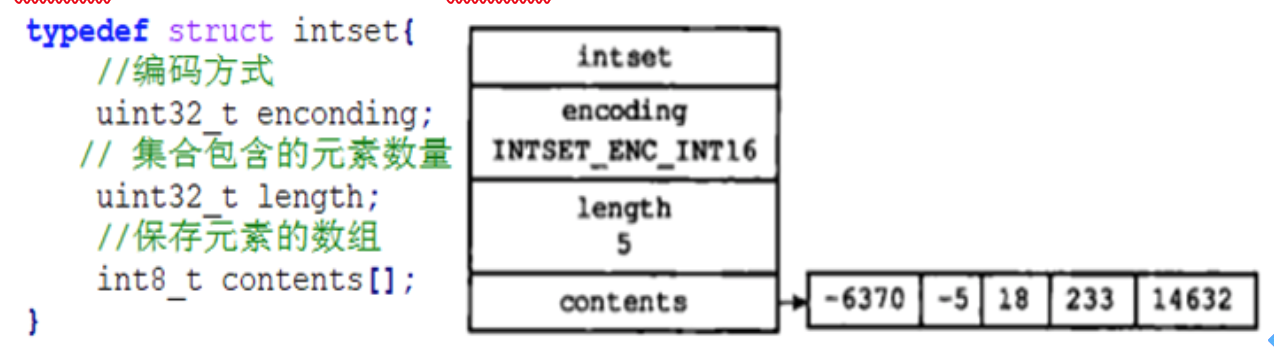 typedef struct intset{
//编码方式
uint32_t enconding;
// 集合包含的元素数量
uint32_t length;
//保存元素的数组
int8_t contents[];
}
intset
encoding
INTSET_ENC_INT16
length
5
contents
-6370 -5 18 233 14632